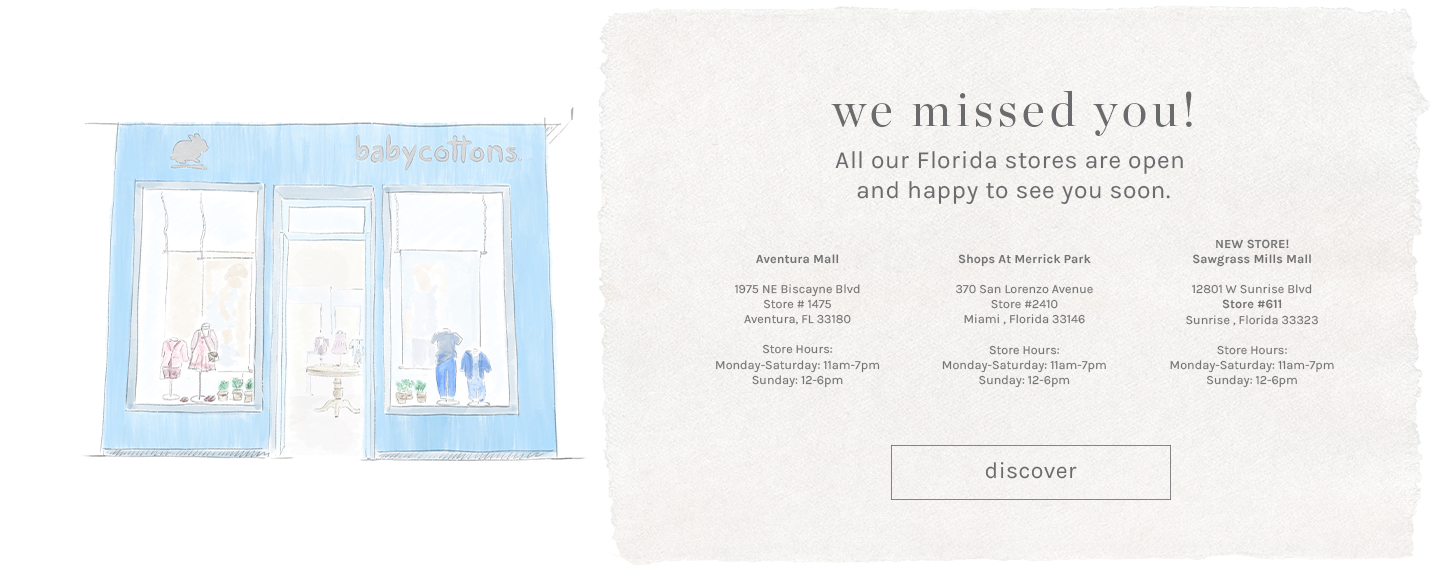 babycottons.
we missed you!
All our Florida stores are open
and happy to see you soon.
Aventura Mall
1975 NE Biscayne Blvd
Store # 1475
Aventura, FL 33180
Store Hours:
Monday-Saturday: 11am-7pm
Sunday: 12-6pm
Shops At Merrick Park
370 San Lorenzo Avenue
Store #2410
Miami , Florida 33146
Store Hours:
Monday-Saturday: 11am-7pm
Sunday: 12-6pm
NEW STORE!
Sawgrass Mills Mall
12801 W Sunrise Blvd
Store #611
Sunrise , Florida 33323
Store Hours:
Monday-Saturday: 11am-7pm
Sunday: 12-6pm
discover